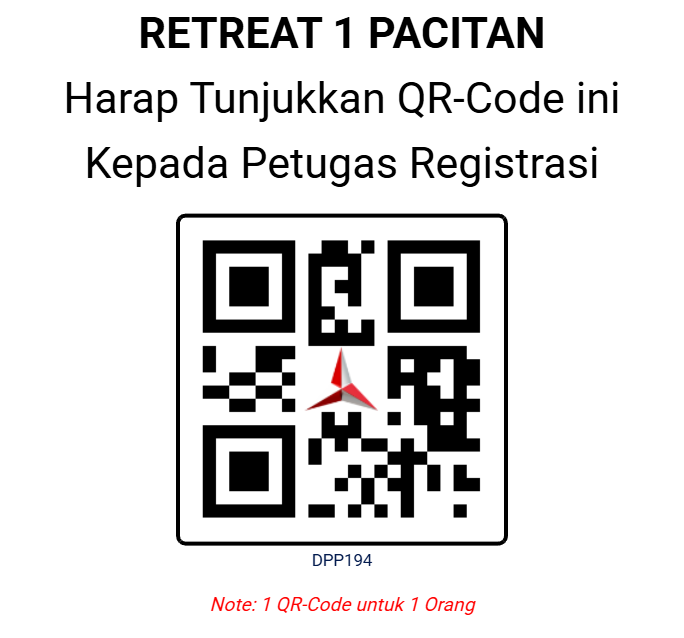 RETREAT 1 PACITAN
Harap Tunjukkan QR-Code ini
Kepada Petugas Registrasi
DPP194
Note: 1 QR-Code untuk 1 Orang